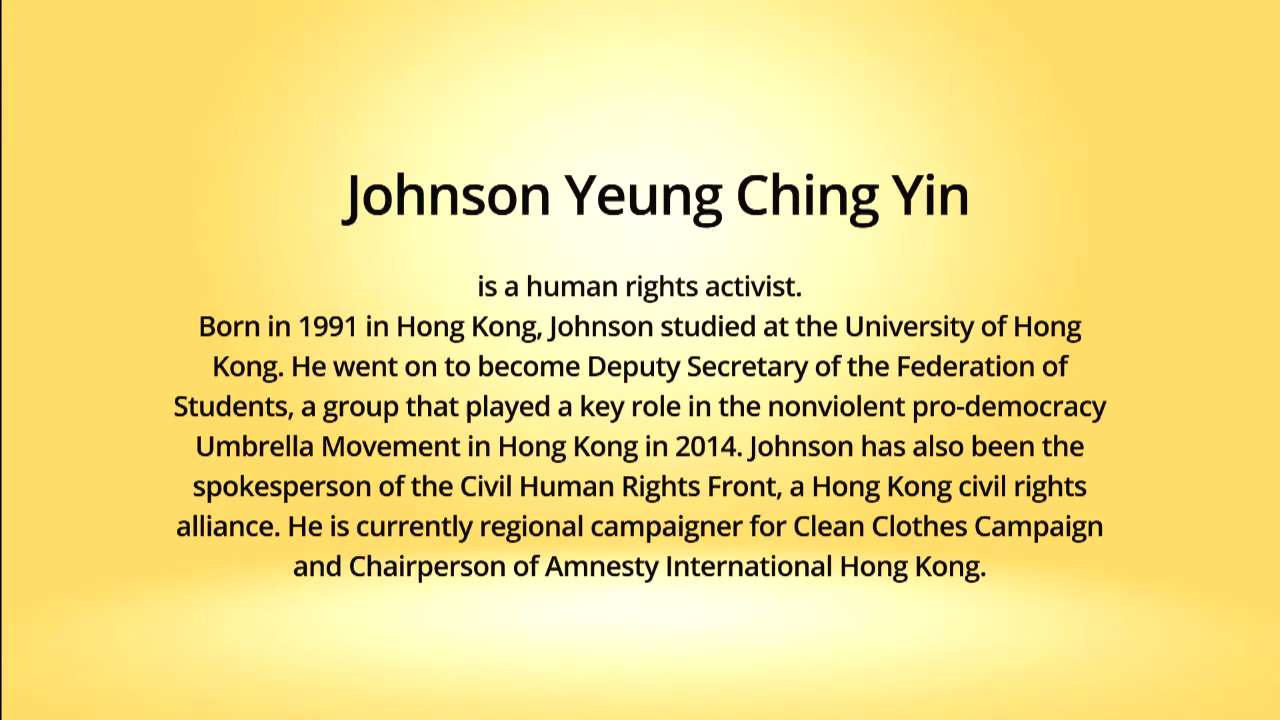 Johnson Yeung Ching Yin
is a human rights activist.
Born in 1991 in Hong Kong, Johnson studied at the University of Hong
Kong. He went on to become Deputy Secretary of the Federation of
Students, a group that played a key role in the nonviolent pro-democracy
Umbrella Movement in Hong Kong in 2014. Johnson has also been the
spokesperson of the Civil Human Rights Front, a Hong Kong civil rights
alliance. He is currently regional campaigner for Clean Clothes Campaign
and Chairperson of Amnesty International Hong Kong.